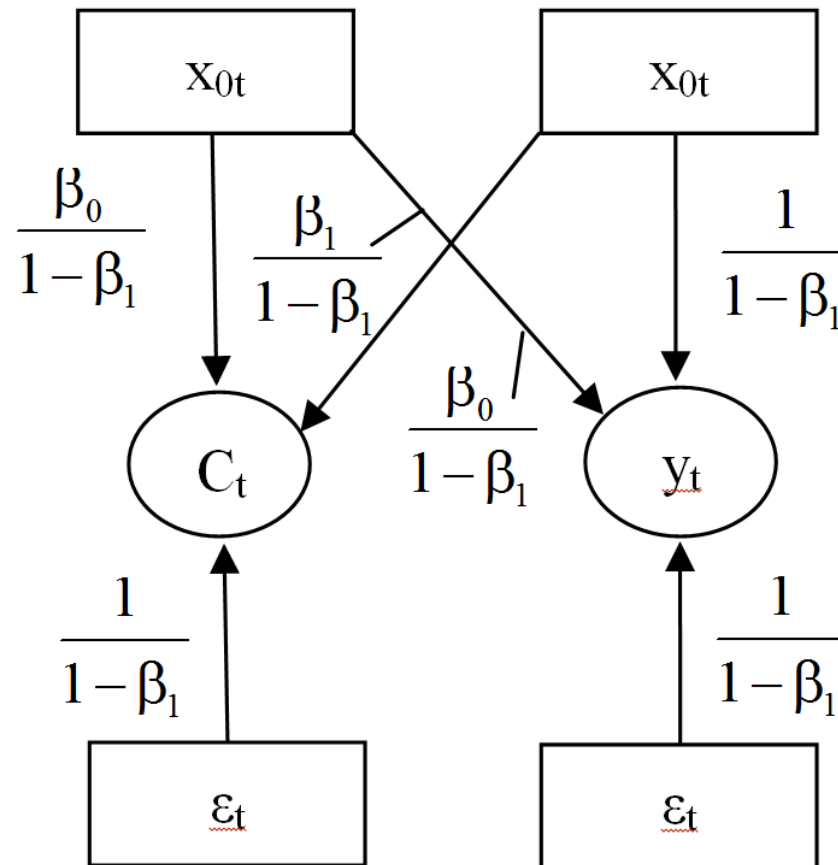 x₀ₜ x₀ₜ
β₀/(1 − β₁) β₁/(1 − β₁) 1/(1 − β₁)
β₀/(1 − β₁)
Cₜ yₜ
1/(1 − β₁) 1/(1 − β₁)
εₜ εₜ